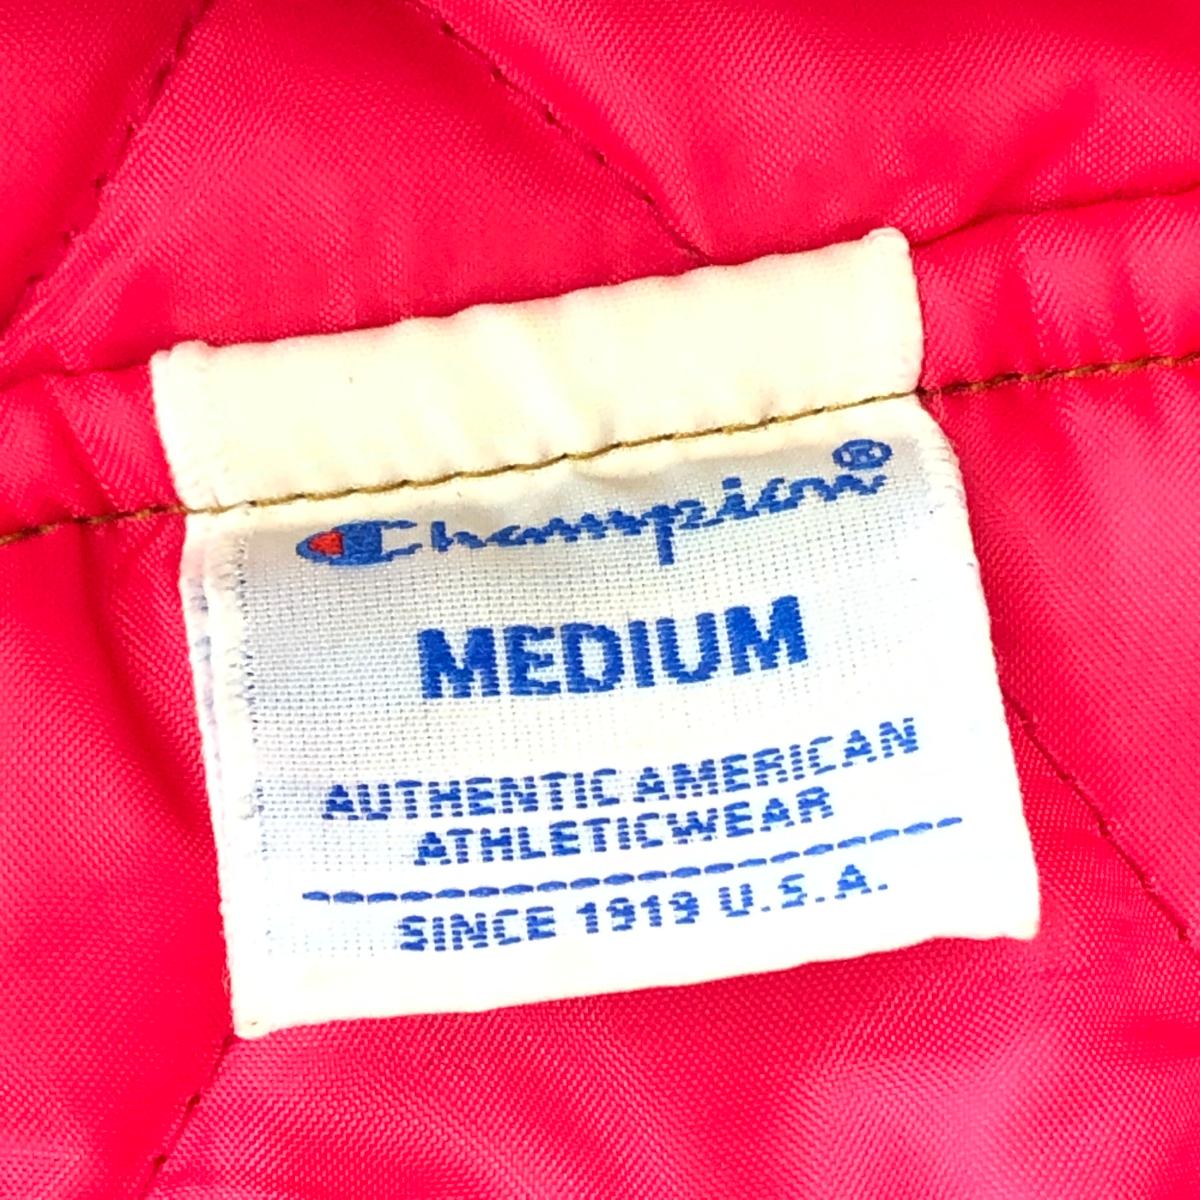 Champion®
MEDIUM
AUTHENTIC AMERICAN
ATHLETICWEAR
SINCE 1919 U.S.A.